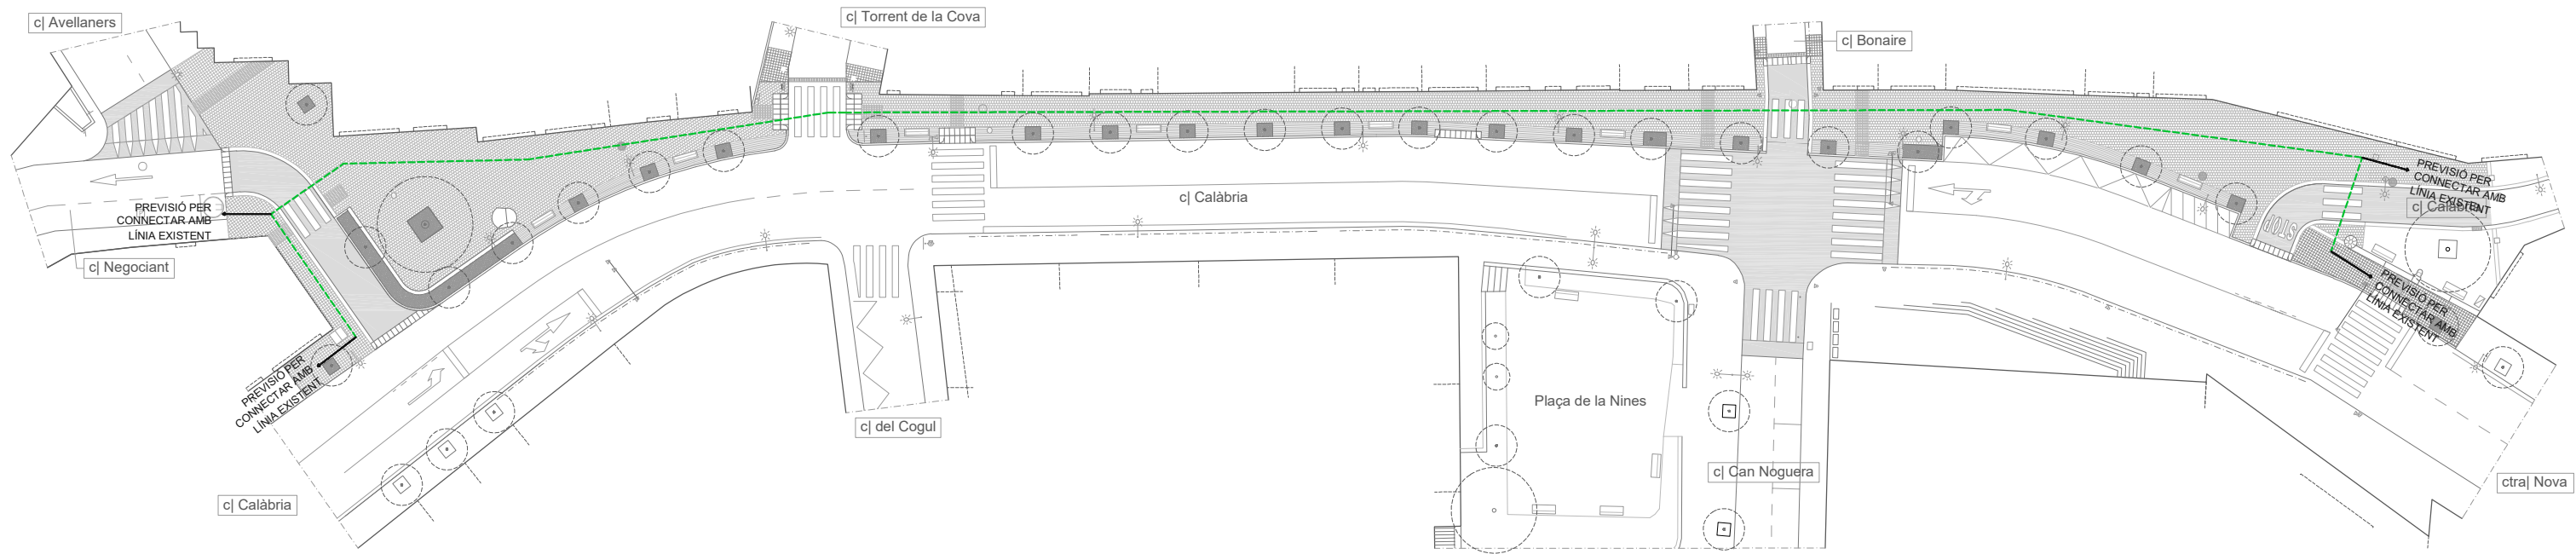 c| Avellaners
c| Torrent de la Cova
c| Bonaire
PREVISIÓ PER
CONNECTAR AMB
LÍNIA EXISTENT
c| Calàbria
c| Calàbria
PREVISIÓ PER
CONNECTAR AMB
LÍNIA EXISTENT
STOP
c| Negociant
PREVISIÓ PER
CONNECTAR AMB
LÍNIA EXISTENT
PREVISIÓ PER
CONNECTAR AMB
LÍNIA EXISTENT
Plaça de la Nines
c| del Cogul
c| Can Noguera
ctra| Nova
c| Calàbria